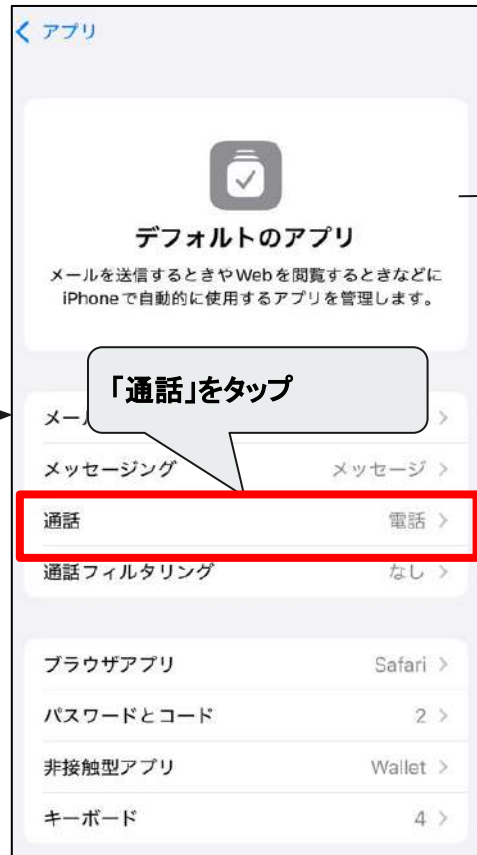 アプリ
デフォルトのアプリ
メールを送信するときやWebを閲覧するときなどに
iPhoneで自動的に使用するアプリを管理します。
「通話」をタップ
メー
メッセージング メッセージ
通話 電話
通話フィルタリング なし
ブラウザアプリ Safari
パスワードとコード 2
非接触型アプリ Wallet
キーボード 4